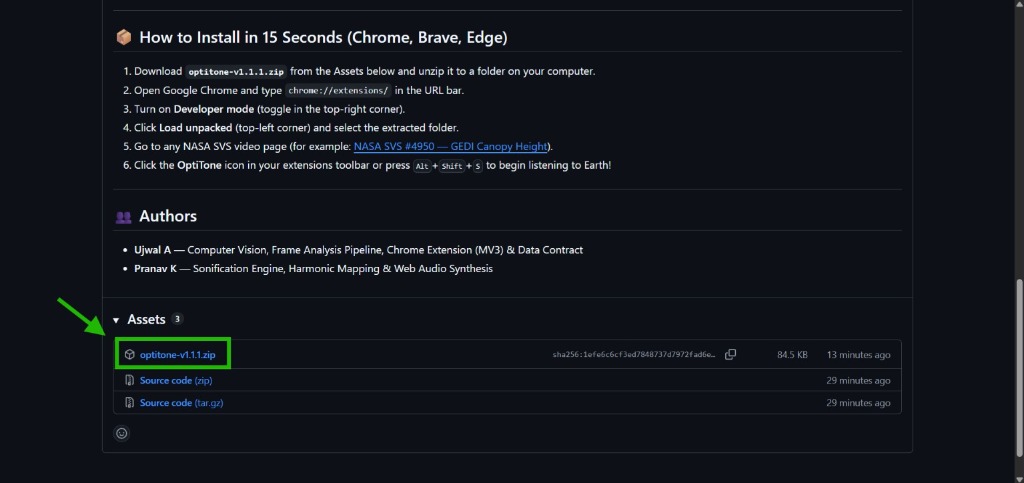 How to Install in 15 Seconds (Chrome, Brave, Edge)
1. Download optitone-v1.1.1.zip from the Assets below and unzip it to a folder on your computer.
2. Open Google Chrome and type chrome://extensions/ in the URL bar.
3. Turn on Developer mode (toggle in the top-right corner).
4. Click Load unpacked (top-left corner) and select the extracted folder.
5. Go to any NASA SVS video page (for example: NASA SVS #4950 — GEDI Canopy Height).
6. Click the OptiTone icon in your extensions toolbar or press Alt + Shift + S to begin listening to Earth!
Authors
• Ujwal A — Computer Vision, Frame Analysis Pipeline, Chrome Extension (MV3) & Data Contract
• Pranav K — Sonification Engine, Harmonic Mapping & Web Audio Synthesis
Assets 3
optitone-v1.1.1.zip sha256:1efe6c6cf3ed7848737d7972fad6e… 84.5 KB 13 minutes ago
Source code (zip) 29 minutes ago
Source code (tar.gz) 29 minutes ago